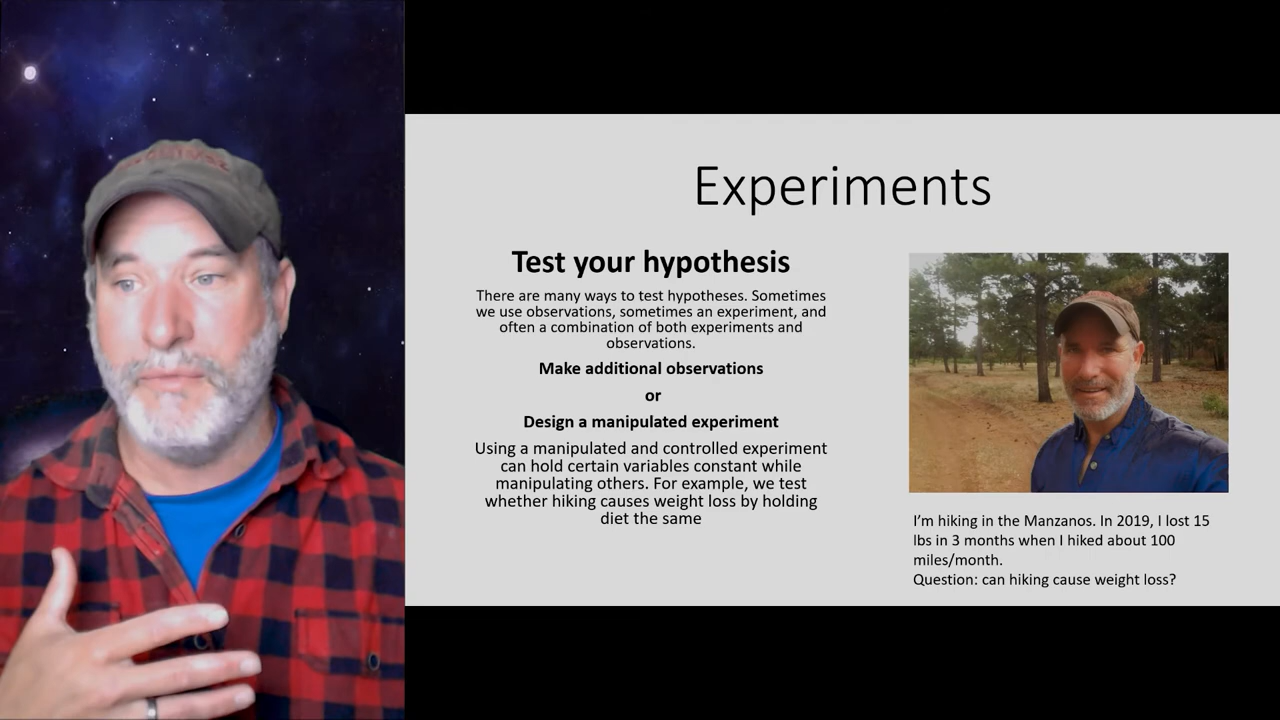 Experiments
Test your hypothesis
There are many ways to test hypotheses. Sometimes
we use observations, sometimes an experiment, and
often a combination of both experiments and
observations.
Make additional observations
or
Design a manipulated experiment
Using a manipulated and controlled experiment
can hold certain variables constant while
manipulating others. For example, we test
whether hiking causes weight loss by holding
diet the same
I’m hiking in the Manzanos. In 2019, I lost 15
lbs in 3 months when I hiked about 100
miles/month.
Question: can hiking cause weight loss?